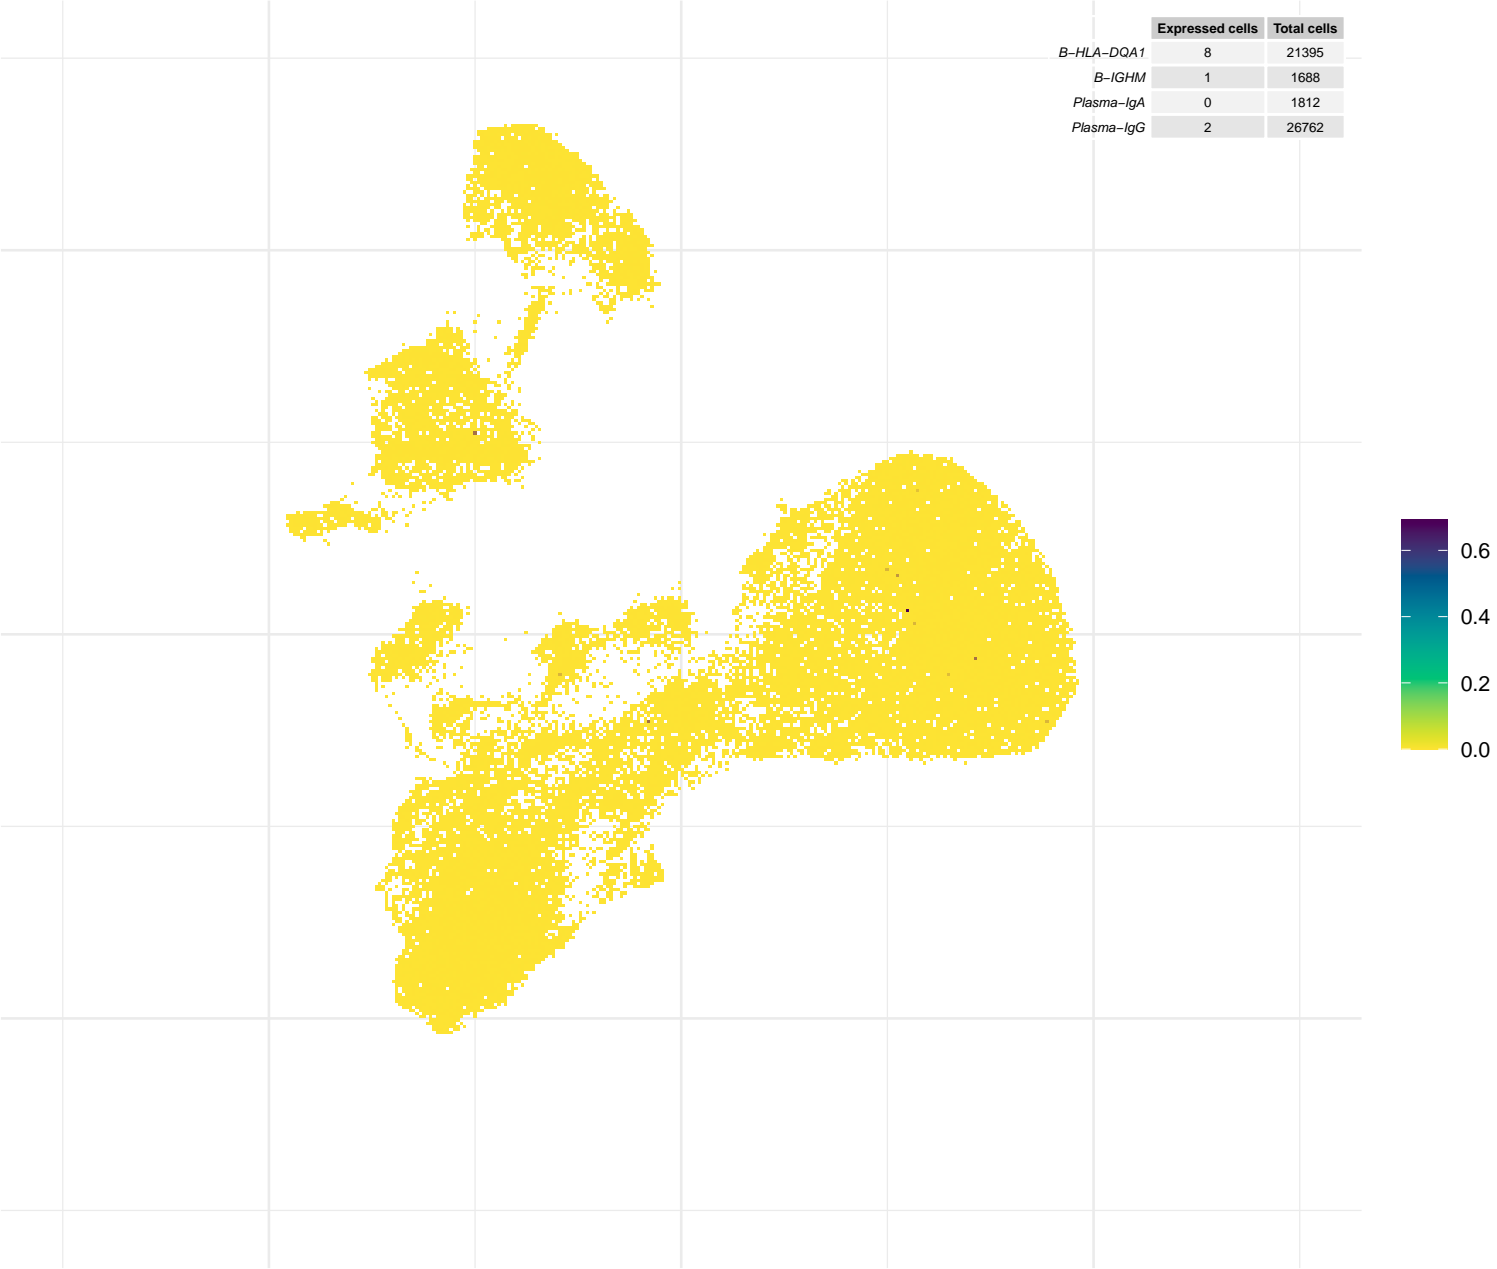 Expressed cells Total cells
B−HLA−DQA1 8 21395
B−IGHM 1 1688
Plasma−IgA 0 1812
Plasma−IgG 2 26762
0.6
0.4
0.2
0.0